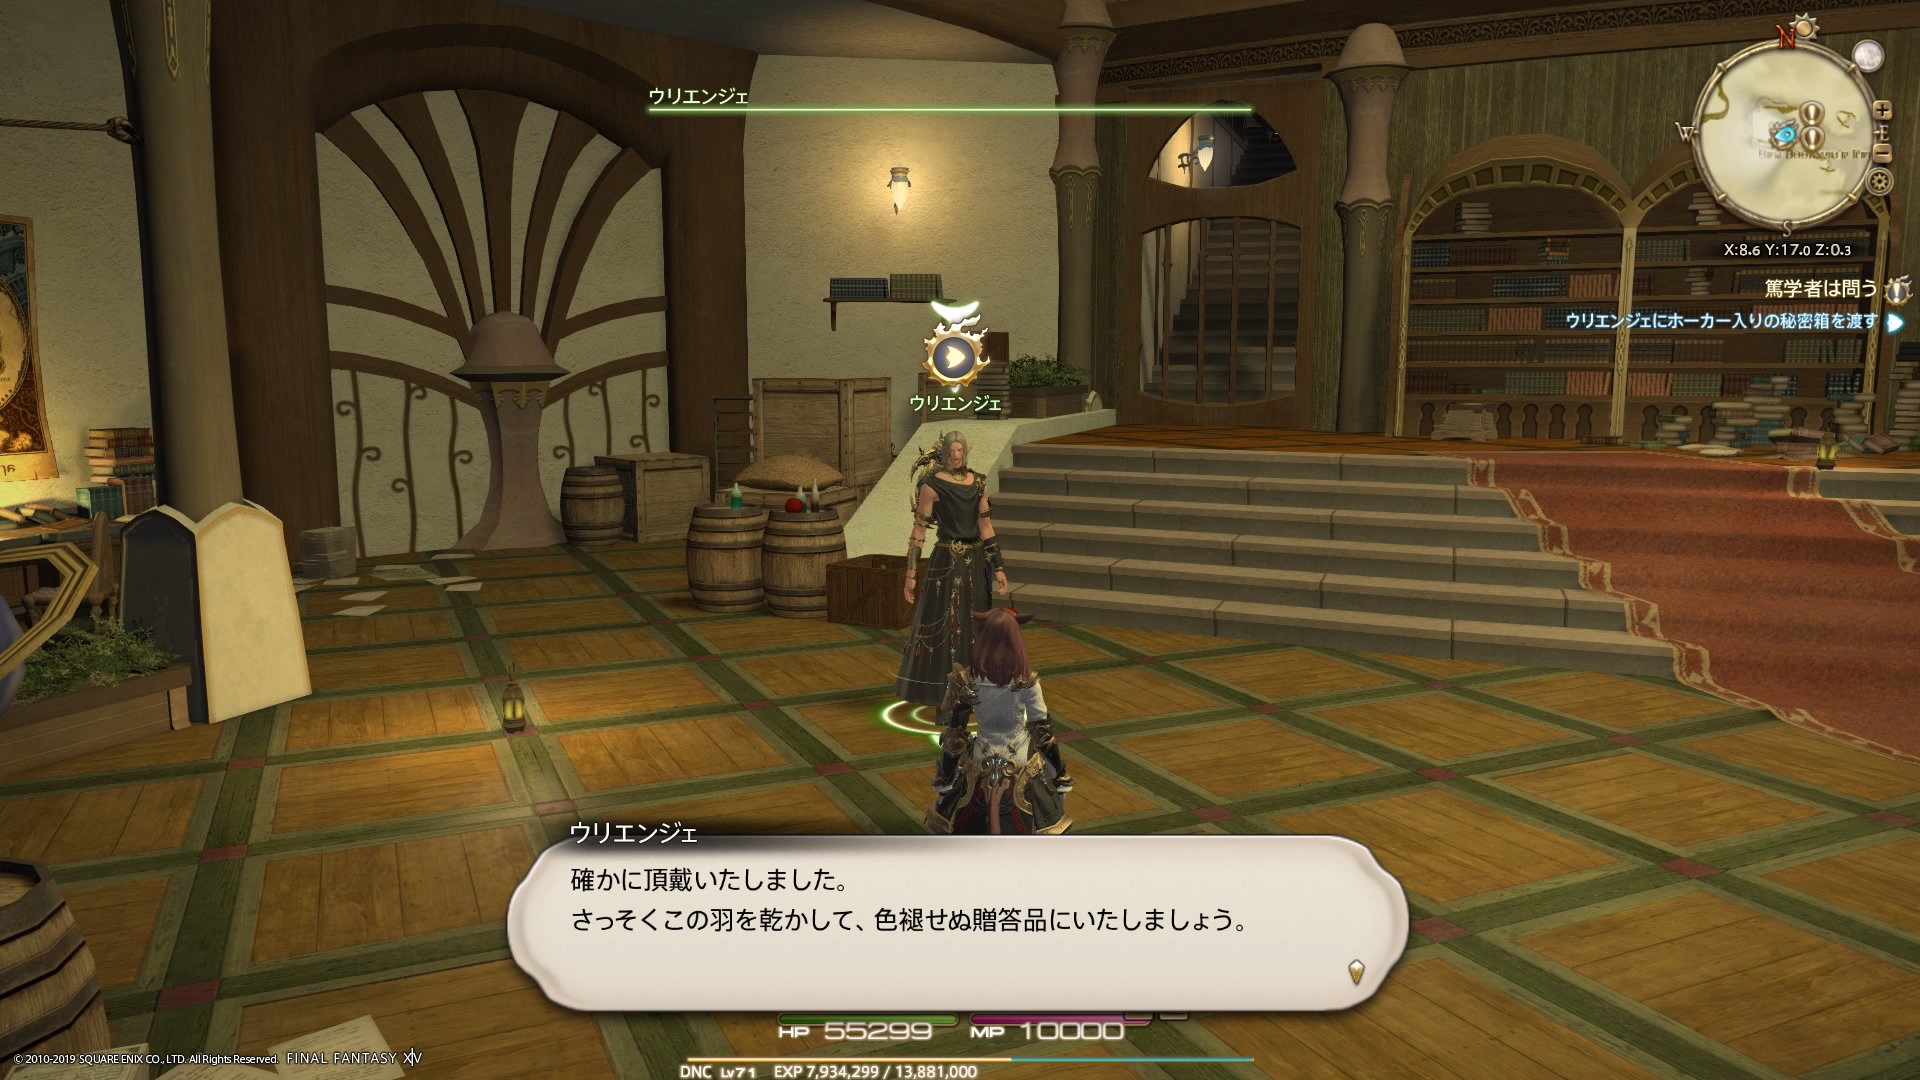 ウリエンジェ
N
W
E
S
X:8.6 Y:17.0 Z:0.3
篤学者は問う
ウリエンジェにホーカー入りの秘密箱を渡す
ウリエンジェ
ウリエンジェ
確かに頂戴いたしました。
さっそくこの羽を乾かして、色褪せぬ贈答品にいたしましょう。
HP 55299 MP 10000
© 2010-2019 SQUARE ENIX CO., LTD. All Rights Reserved. FINAL FANTASY XIV
DNC Lv71 EXP 7,934,299 / 13,881,000